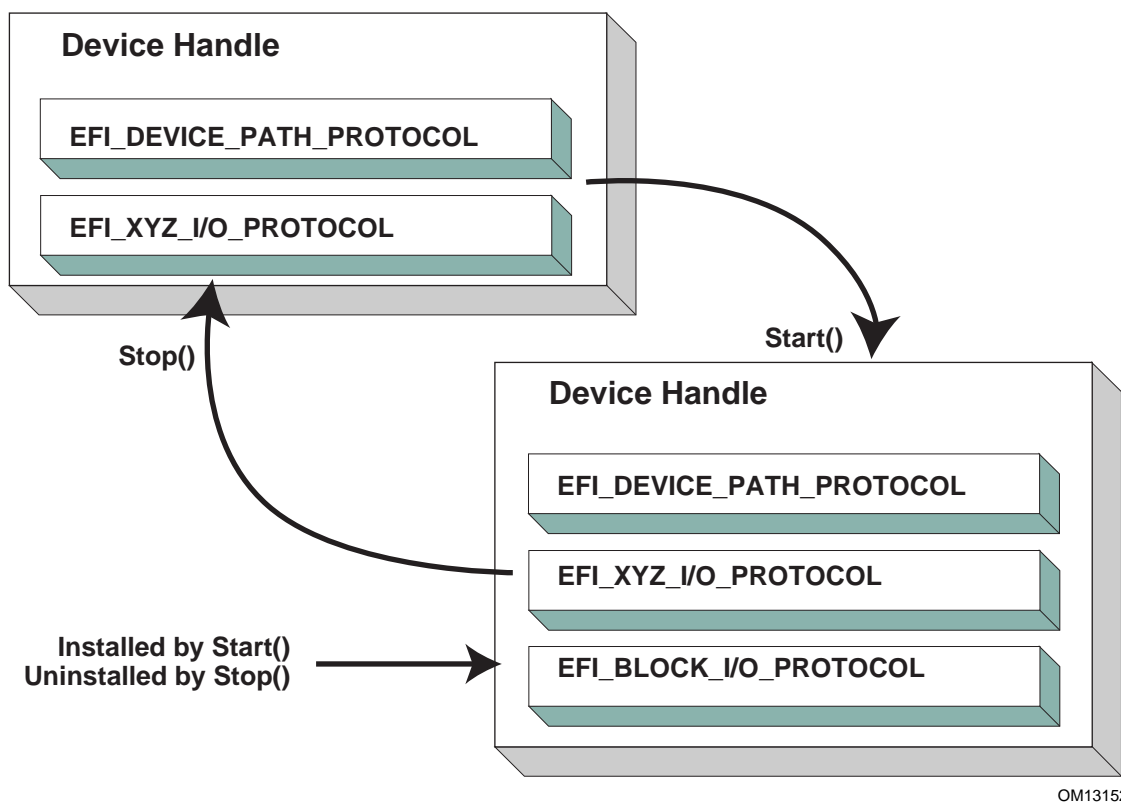 Device Handle
EFI_DEVICE_PATH_PROTOCOL
EFI_XYZ_I/O_PROTOCOL
Stop()
Start()
Device Handle
EFI_DEVICE_PATH_PROTOCOL
EFI_XYZ_I/O_PROTOCOL
Installed by Start()
Uninstalled by Stop()
EFI_BLOCK_I/O_PROTOCOL
OM13152